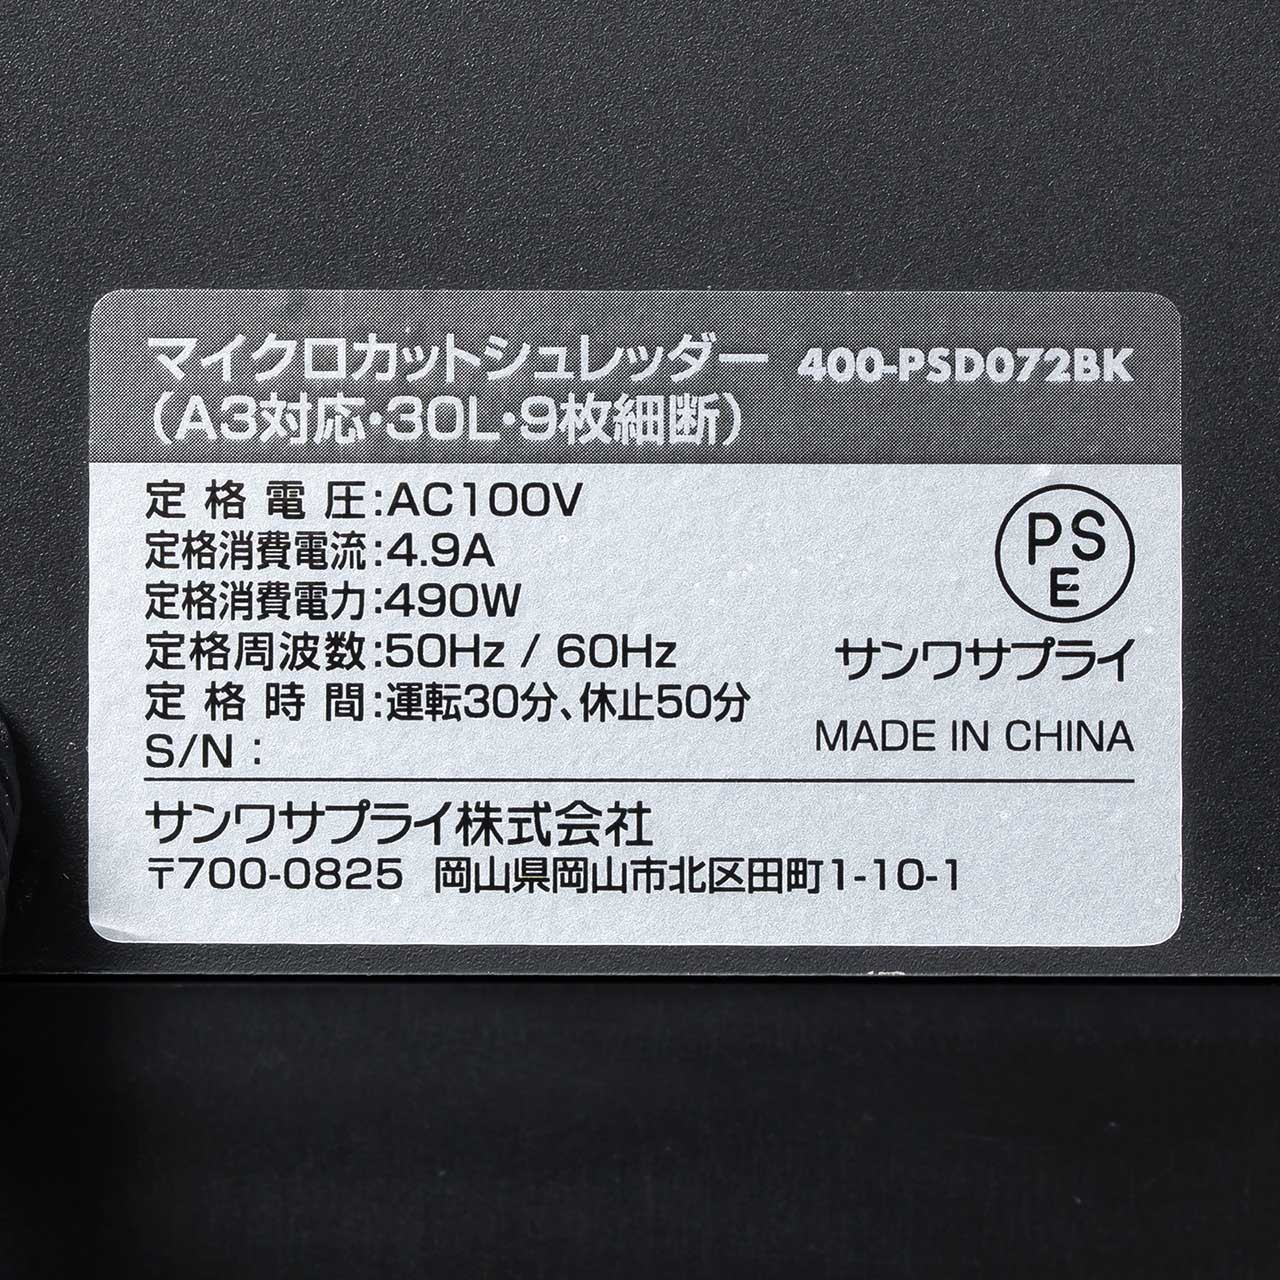 マイクロカットシュレッダー 400-PSD072BK
（A3対応・30L・9枚細断）
定格電圧:AC100V
定格消費電流:4.9A
定格消費電力:490W
定格周波数:50Hz / 60Hz
定格時間:運転30分、休止50分
S/N :
PS
E
サンワサプライ
MADE IN CHINA
サンワサプライ株式会社
〒700-0825 岡山県岡山市北区田町1-10-1